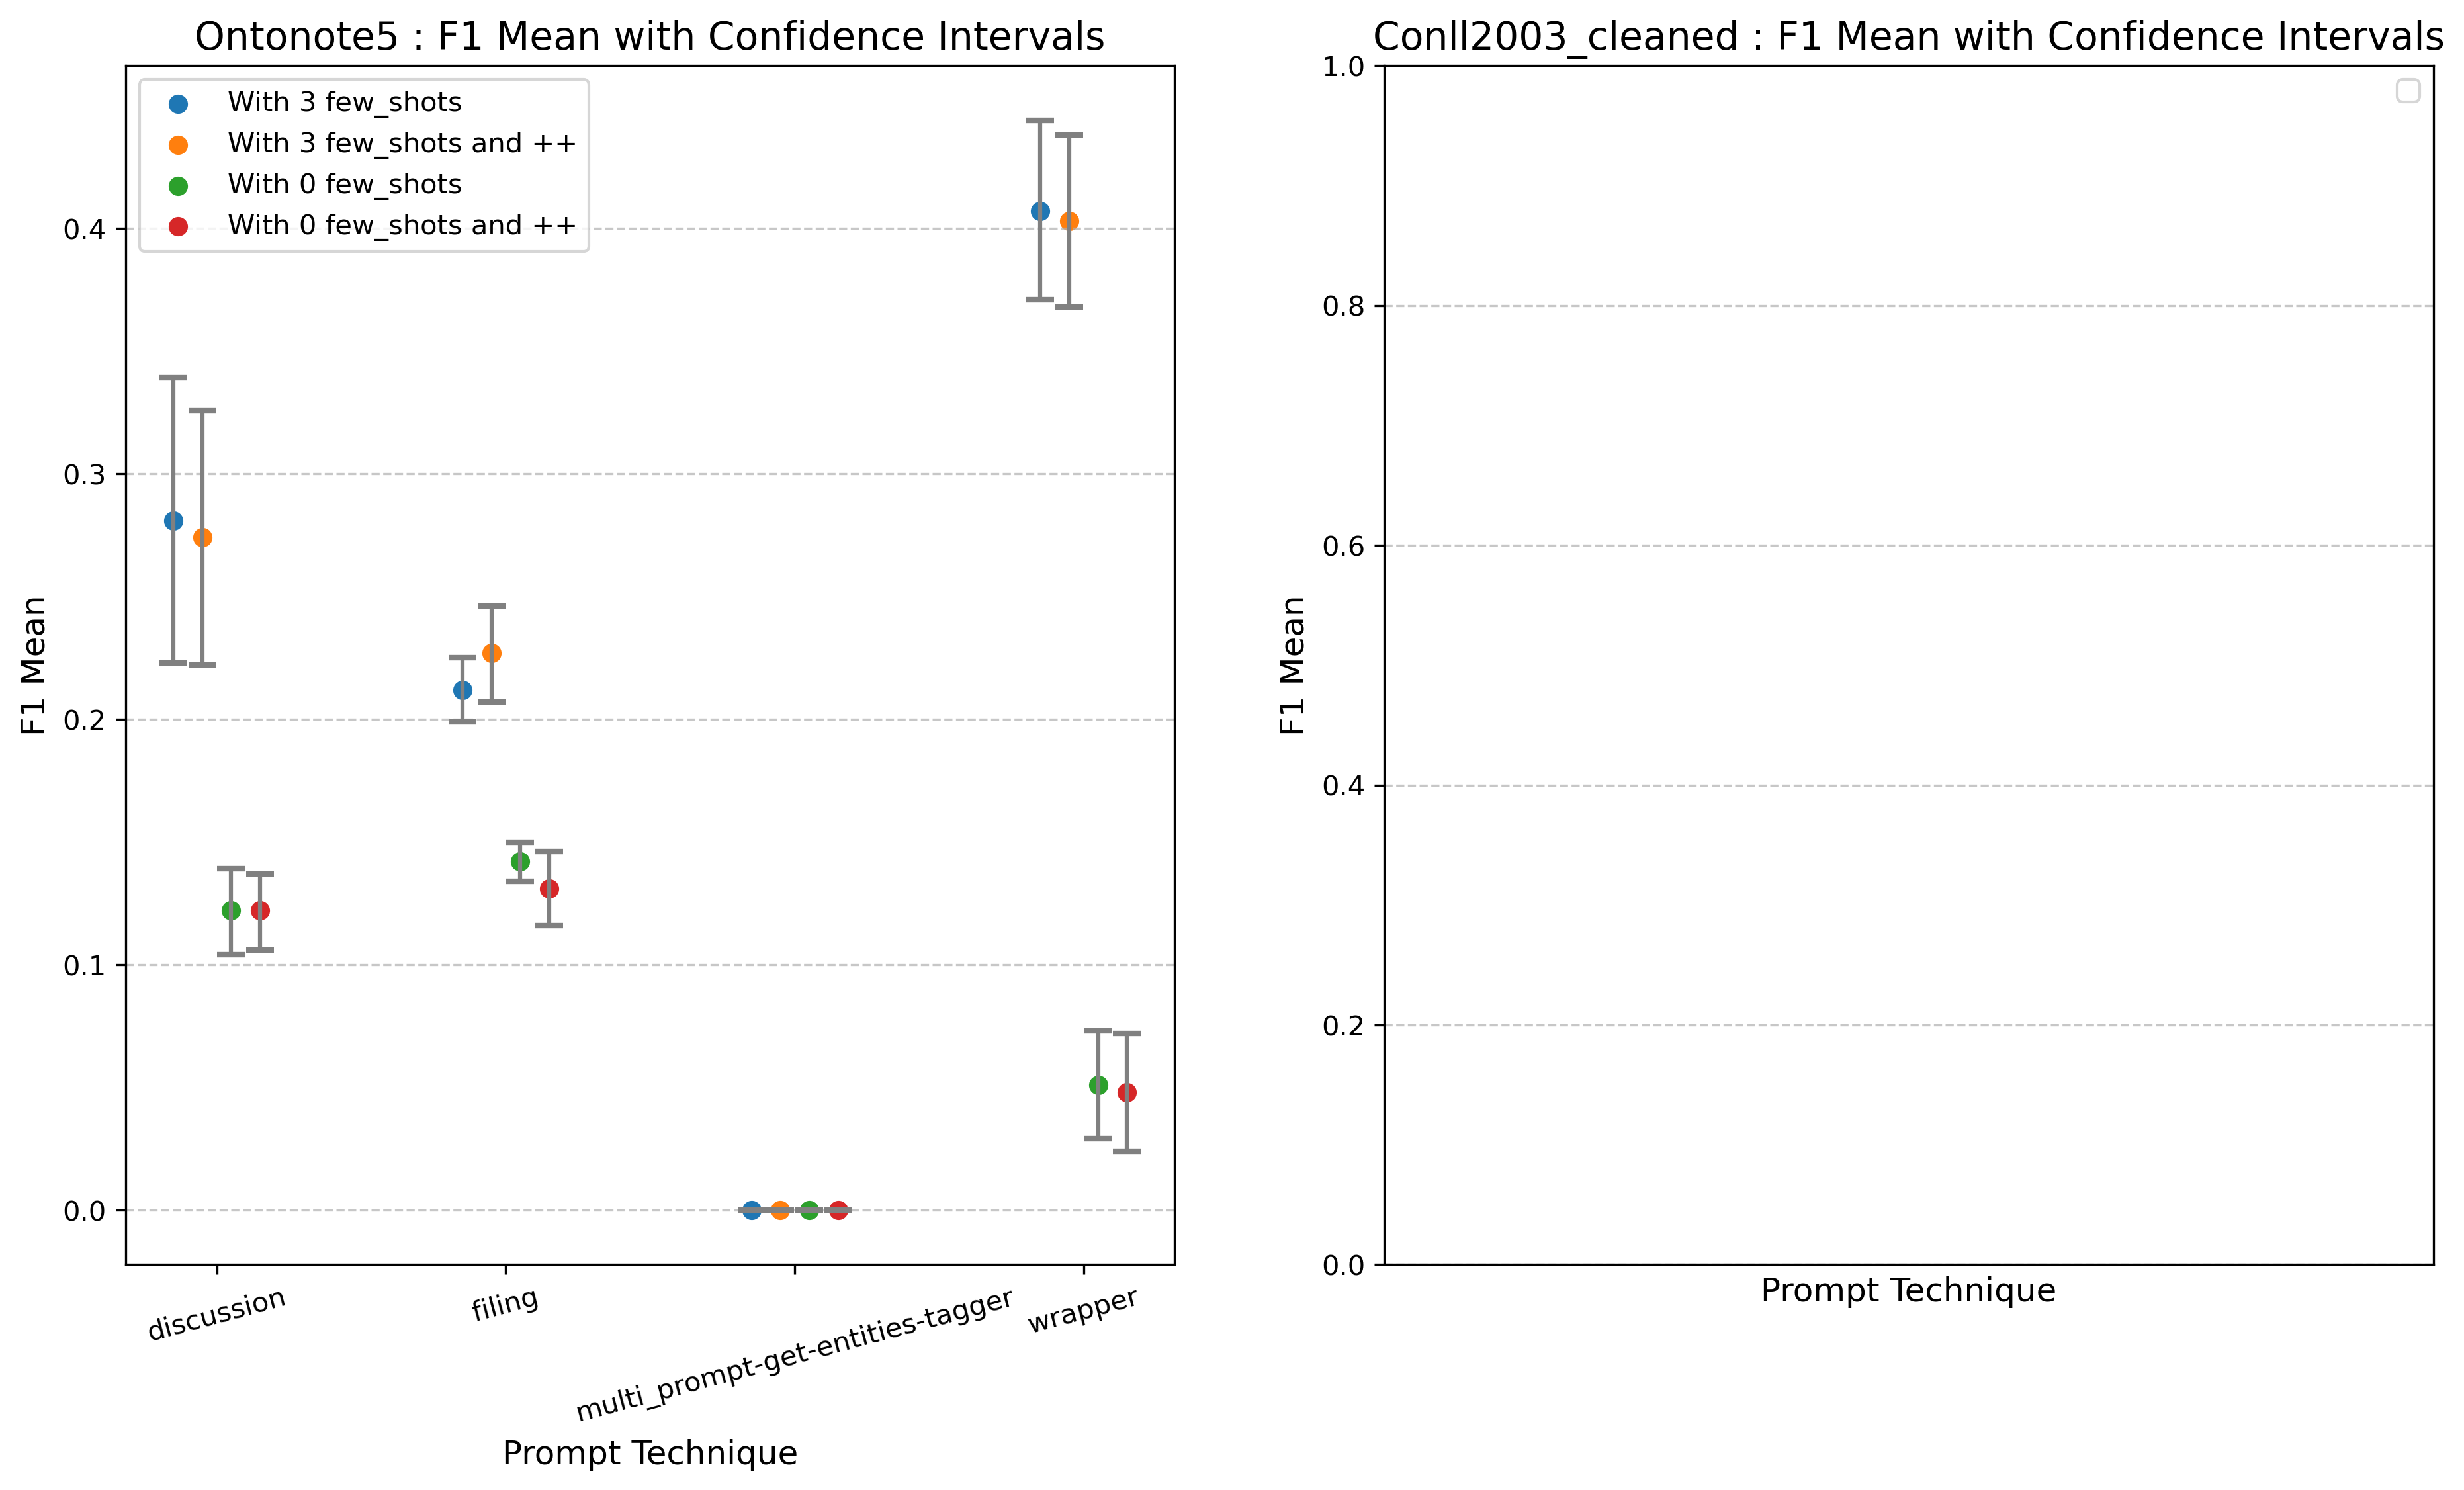 Ontonote5 : F1 Mean with Confidence Intervals
With 3 few_shots
With 3 few_shots and ++
With 0 few_shots
With 0 few_shots and ++
F1 Mean
0.4
0.3
0.2
0.1
0.0
discussion
filing
multi_prompt-get-entities-tagger
wrapper
Prompt Technique
Conll2003_cleaned : F1 Mean with Confidence Intervals
F1 Mean
1.0
0.8
0.6
0.4
0.2
0.0
Prompt Technique